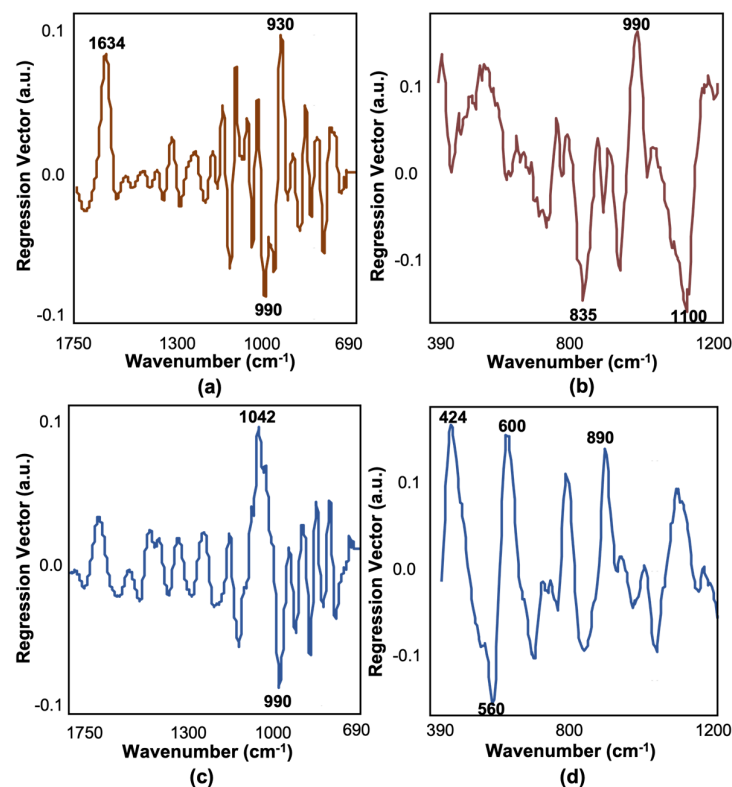 1634
930
0.1
0.0
-0.1
990
Regression Vector (a.u.)
1750 1300 1000 690
Wavenumber (cm-1)
(a)
990
0.1
0.0
-0.1
835
1100
Regression Vector (a.u.)
390 800 1200
Wavenumber (cm-1)
(b)
1042
0.1
0.0
-0.1
990
Regression Vector (a.u.)
1750 1300 1000 690
Wavenumber (cm-1)
(c)
424
600
890
0.1
0.0
-0.1
560
Regression Vector (a.u.)
390 800 1200
Wavenumber (cm-1)
(d)